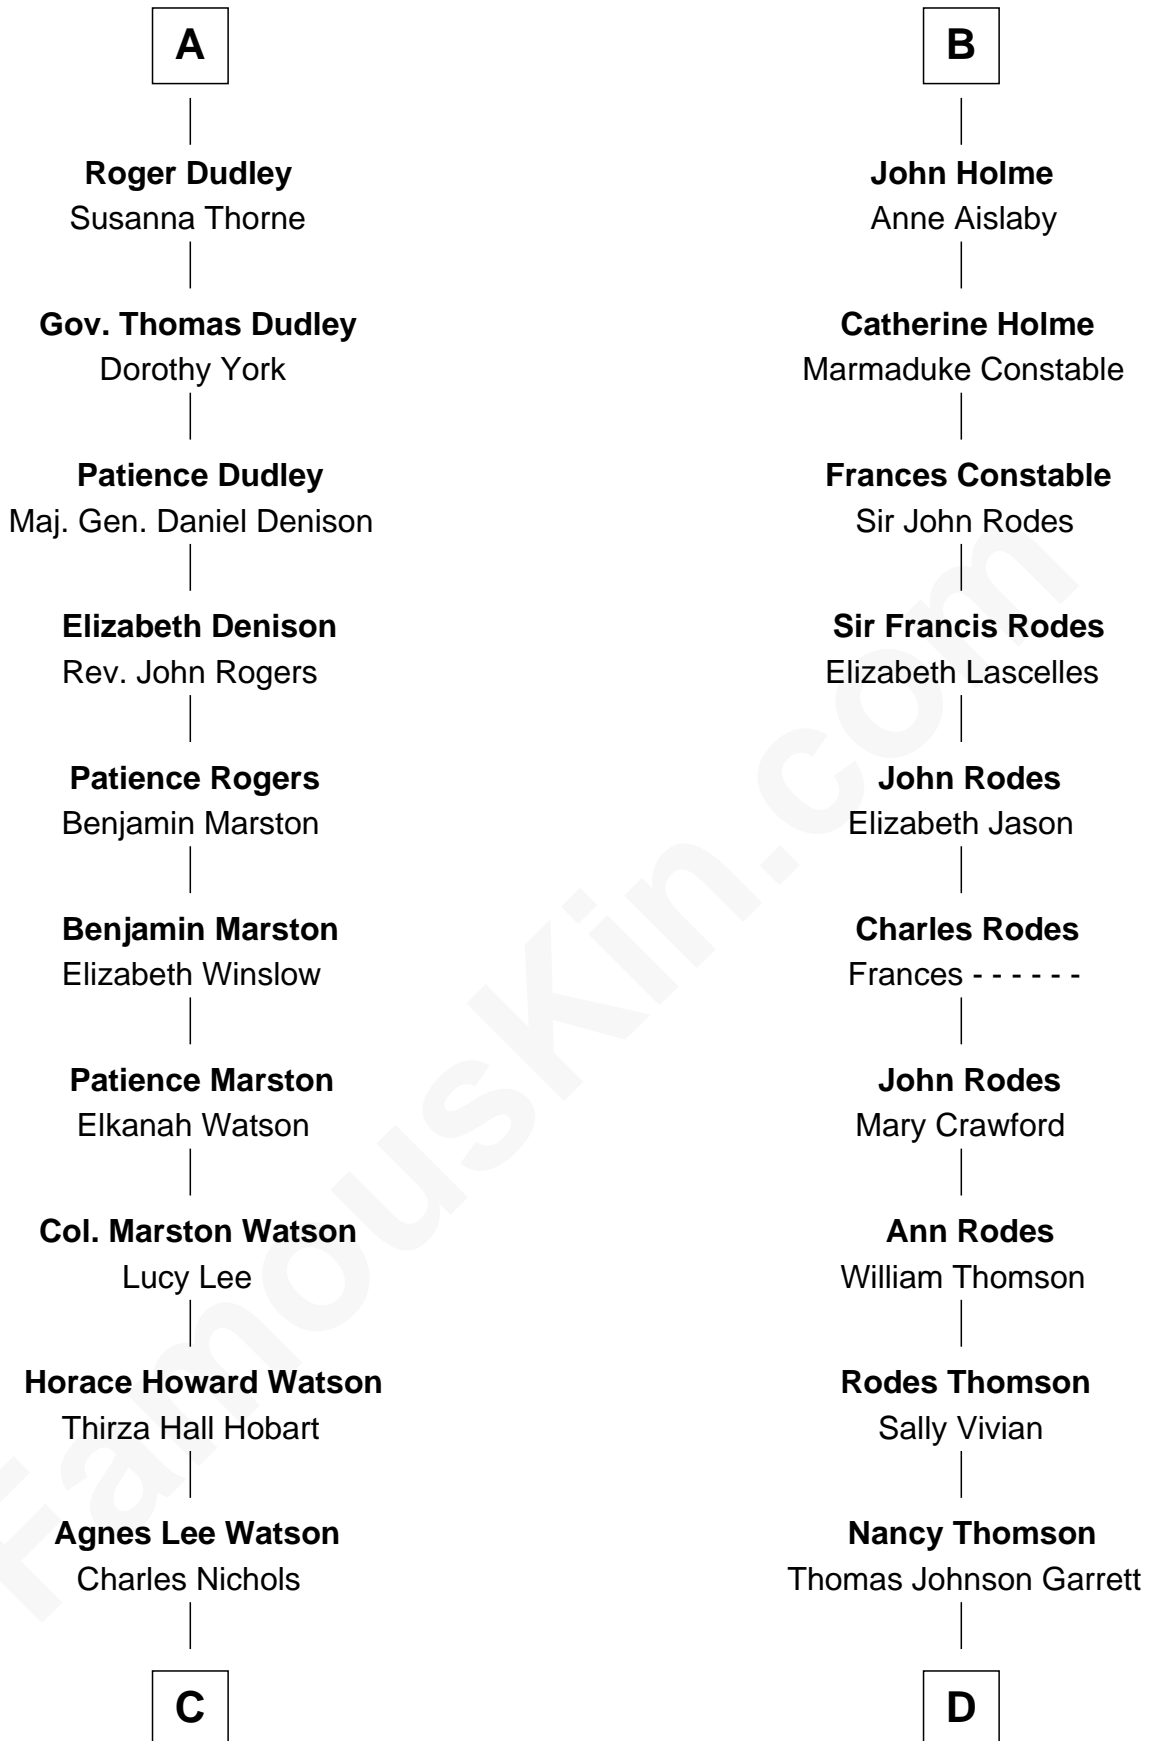 A
Roger Dudley
Susanna Thorne
Gov. Thomas Dudley
Dorothy York
Patience Dudley
Maj. Gen. Daniel Denison
Elizabeth Denison
Rev. John Rogers
Patience Rogers
Benjamin Marston
Benjamin Marston
Elizabeth Winslow
Patience Marston
Elkanah Watson
Col. Marston Watson
Lucy Lee
Horace Howard Watson
Thirza Hall Hobart
Agnes Lee Watson
Charles Nichols
C
B
John Holme
Anne Aislaby
Catherine Holme
Marmaduke Constable
Frances Constable
Sir John Rodes
Sir Francis Rodes
Elizabeth Lascelles
John Rodes
Elizabeth Jason
Charles Rodes
Frances - - - - - -
John Rodes
Mary Crawford
Ann Rodes
William Thomson
Rodes Thomson
Sally Vivian
Nancy Thomson
Thomas Johnson Garrett
D
FamousKin.com